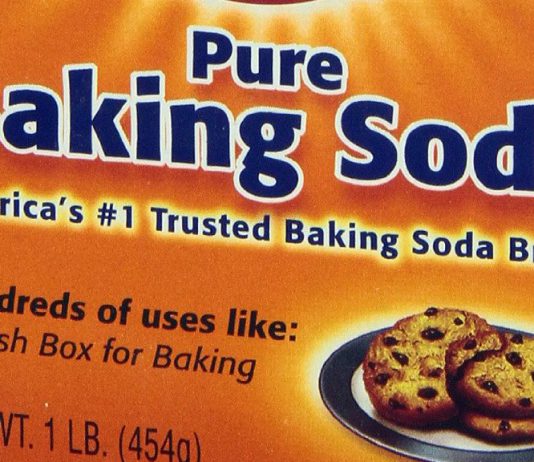 Pure
aking Sod
rica's #1 Trusted Baking Soda B
dreds of uses like:
sh Box for Baking
WT. 1 LB. (454g)